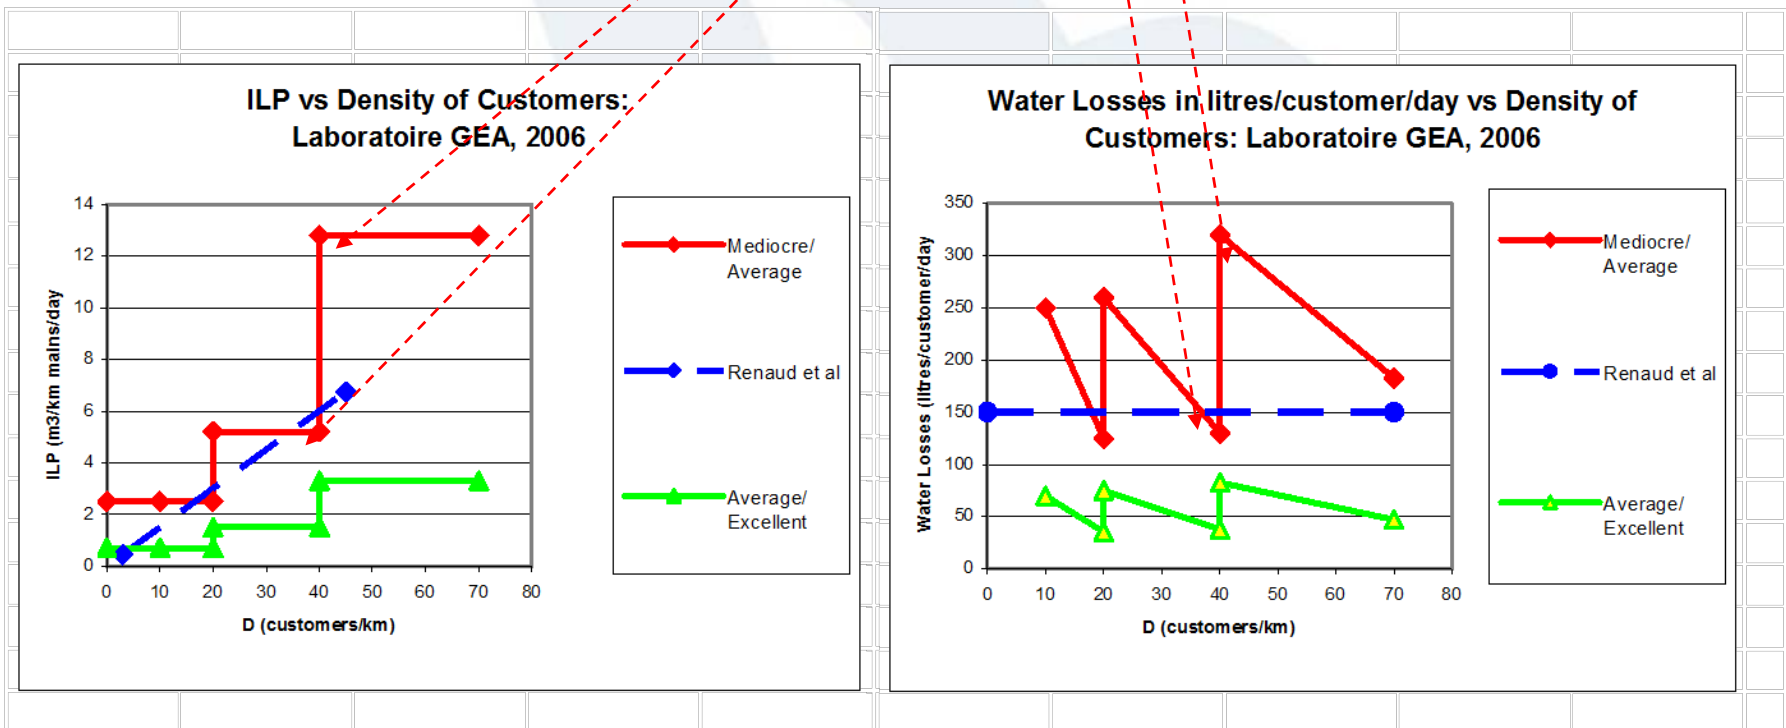 ILP vs Density of Customers:
Laboratoire GEA, 2006
14
12
10
8
6
4
2
0
ILP (m3/km mains/day
0 10 20 30 40 50 60 70 80
D (customers/km)
Mediocre/
Average
Renaud et al
Average/
Excellent
Water Losses in litres/customer/day vs Density of
Customers: Laboratoire GEA, 2006
350
300
250
200
150
100
50
0
Water Losses (litres/customer/day
0 10 20 30 40 50 60 70 80
D (customers/km)
Mediocre/
Average
Renaud et al
Average/
Excellent